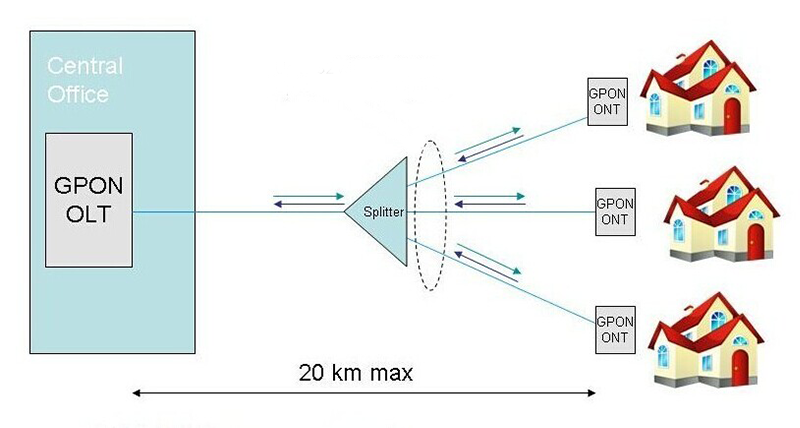 Central
Office
GPON
OLT
Splitter
GPON
ONT
GPON
ONT
GPON
ONT
20 km max